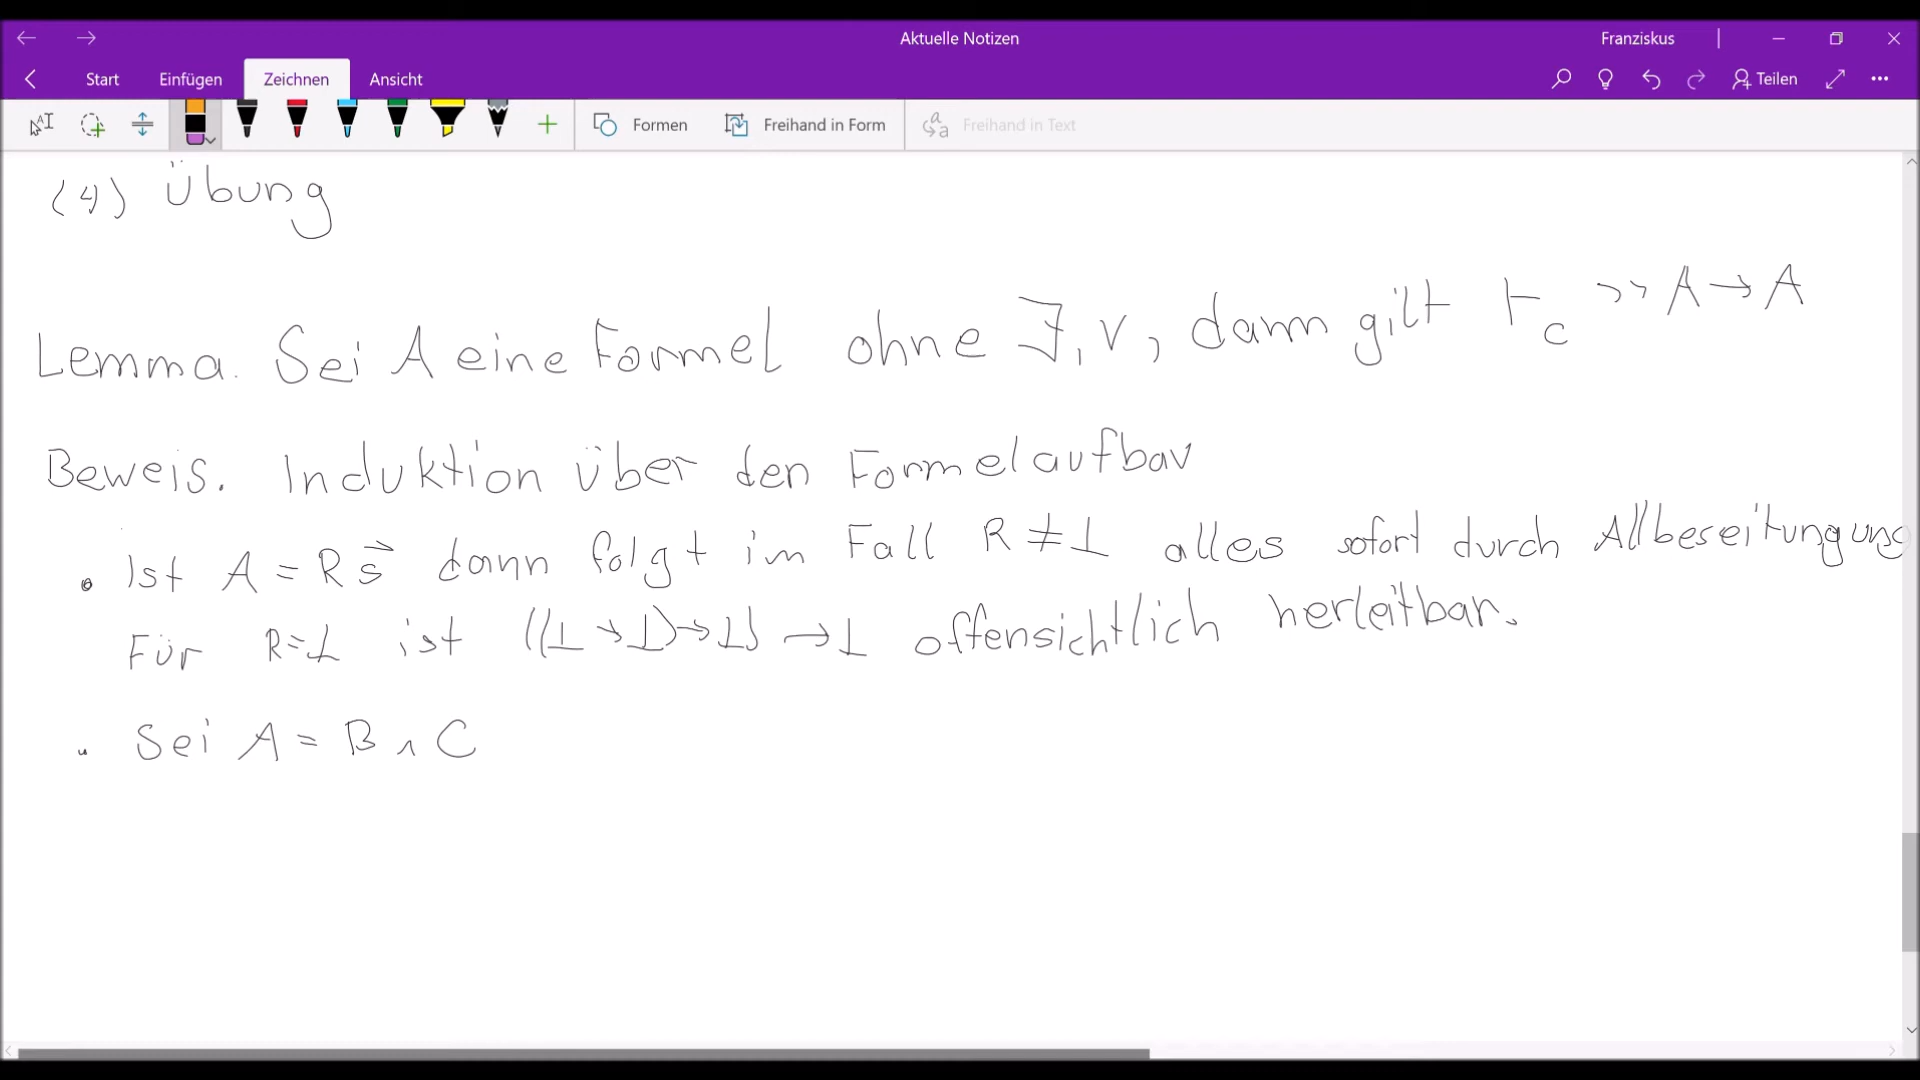 Aktuelle Notizen
Franziskus
Start Einfügen Zeichnen Ansicht
Teilen
Formen Freihand in Form Freihand in Text
(4) Übung
Lemma. Sei A eine Formel ohne ∃, ∨, dann gilt ⊢c ¬¬A → A
Beweis. Induktion über den Formelaufbau
• Ist A = R s⃗ dann folgt im Fall R ≠ ⊥ alles sofort durch Allbeseitungung
Für R=⊥ ist ((⊥→⊥)→⊥)→⊥ offensichtlich herleitbar.
• Sei A = B ∧ C